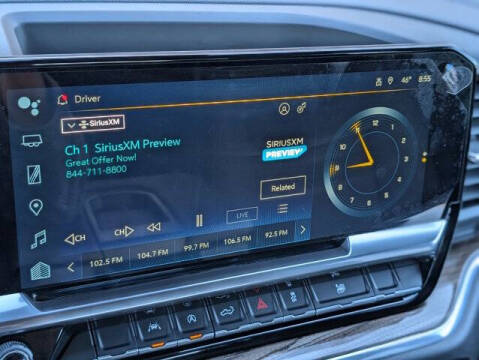 Driver
46° 8:55
SiriusXM
Ch 1 SiriusXM Preview
Great Offer Now!
844-711-8800
SIRIUSXM
PREVIEW
Related
CH CH LIVE
102.5 FM 104.7 FM 99.7 FM 106.5 FM 92.5 FM
12